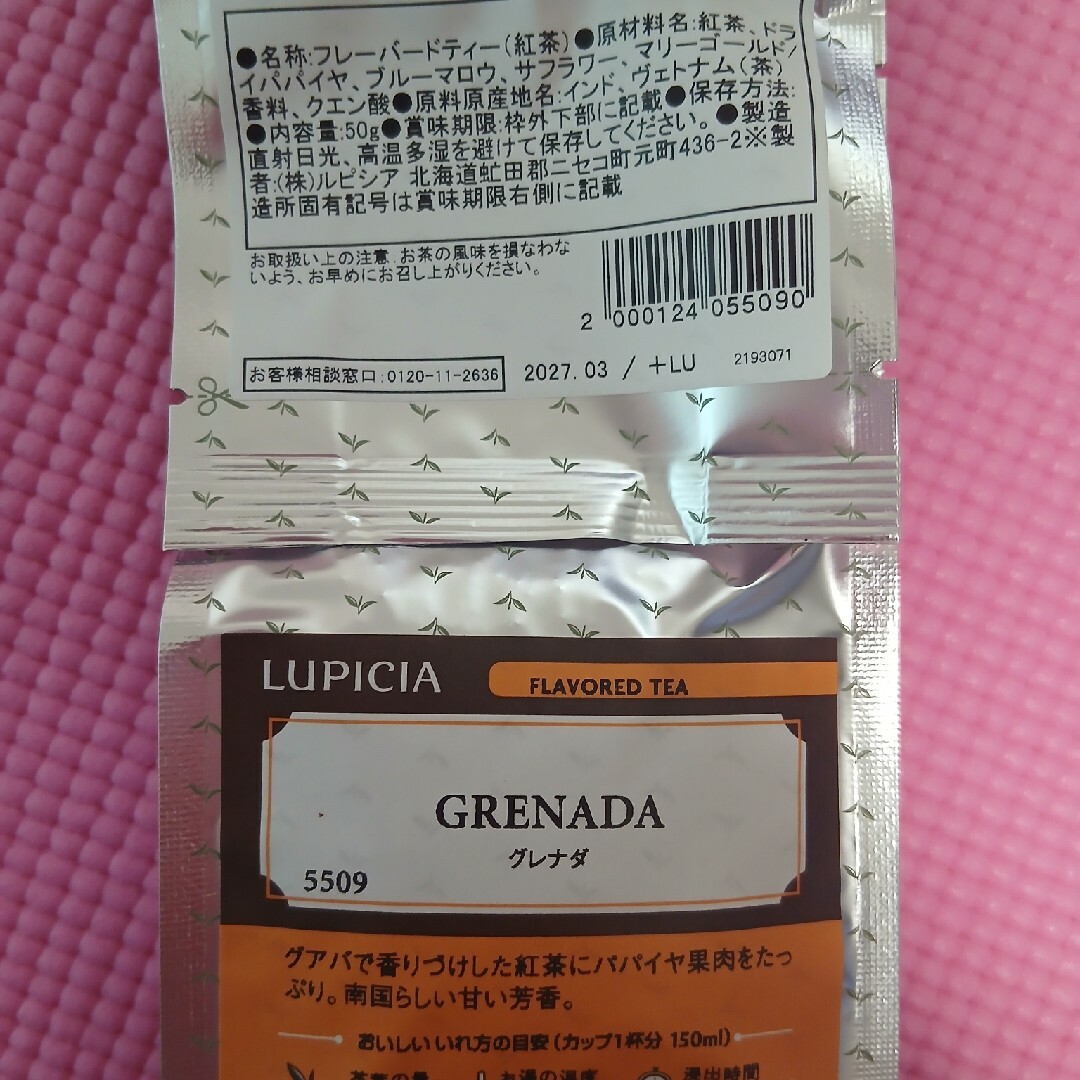 ●名称:フレーバードティー(紅茶)●原材料名:紅茶、ドラ
イパパイヤ、ブルーマロウ、サフラワー、マリーゴールド/
香料、クエン酸●原料原産地名:インド、ヴェトナム(茶)
●内容量:50g●賞味期限:枠外下部に記載●保存方法:
直射日光、高温多湿を避けて保存してください。●製造
者:(株)ルピシア 北海道虻田郡ニセコ町元町436-2※製
造所固有記号は賞味期限右側に記載
お取扱い上の注意 お茶の風味を損なわな
いよう、お早めにお召し上がりください。
2 000124 055090
お客様相談窓口:0120-11-2636
2027.03 / +LU 2193071
LUPICIA
FLAVORED TEA
GRENADA
グレナダ
5509
グアバで香りづけした紅茶にパパイヤ果肉をたっ
ぷり。南国らしい甘い芳香。
おいしいいれ方の目安(カップ1杯分 150ml)
茶葉の量 お湯の温度 浸出時間